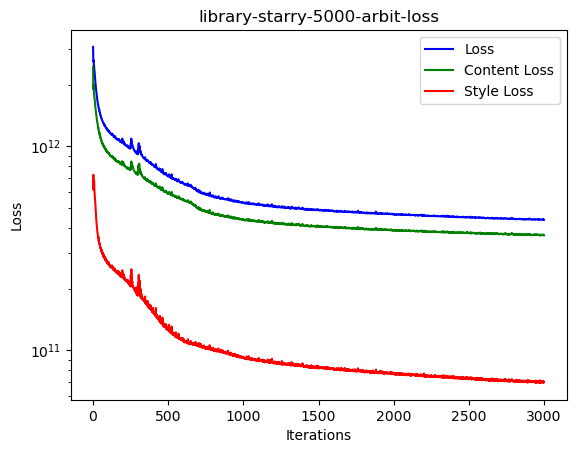 library-starry-5000-arbit-loss
Loss
Content Loss
Style Loss
10¹²
10¹¹
Loss
0 500 1000 1500 2000 2500 3000
Iterations